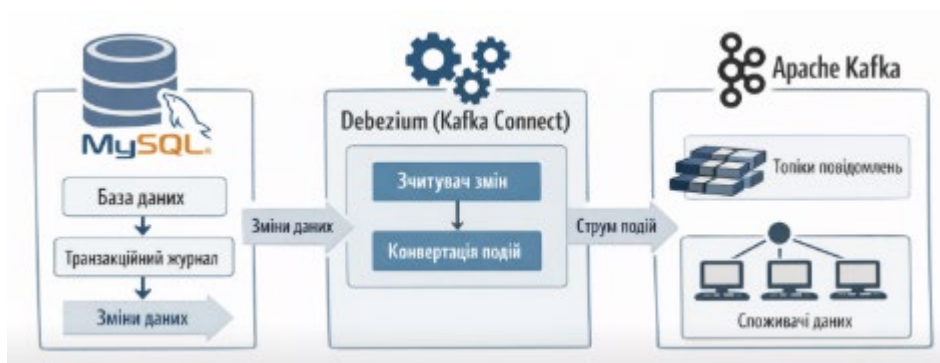 MySQL
База даних
Транзакційний журнал
Зміни даних
Зміни даних
Debezium (Kafka Connect)
Зчитувач змін
Конвертація подій
Струм подій
Apache Kafka
Топіки повідомлень
Споживачі даних